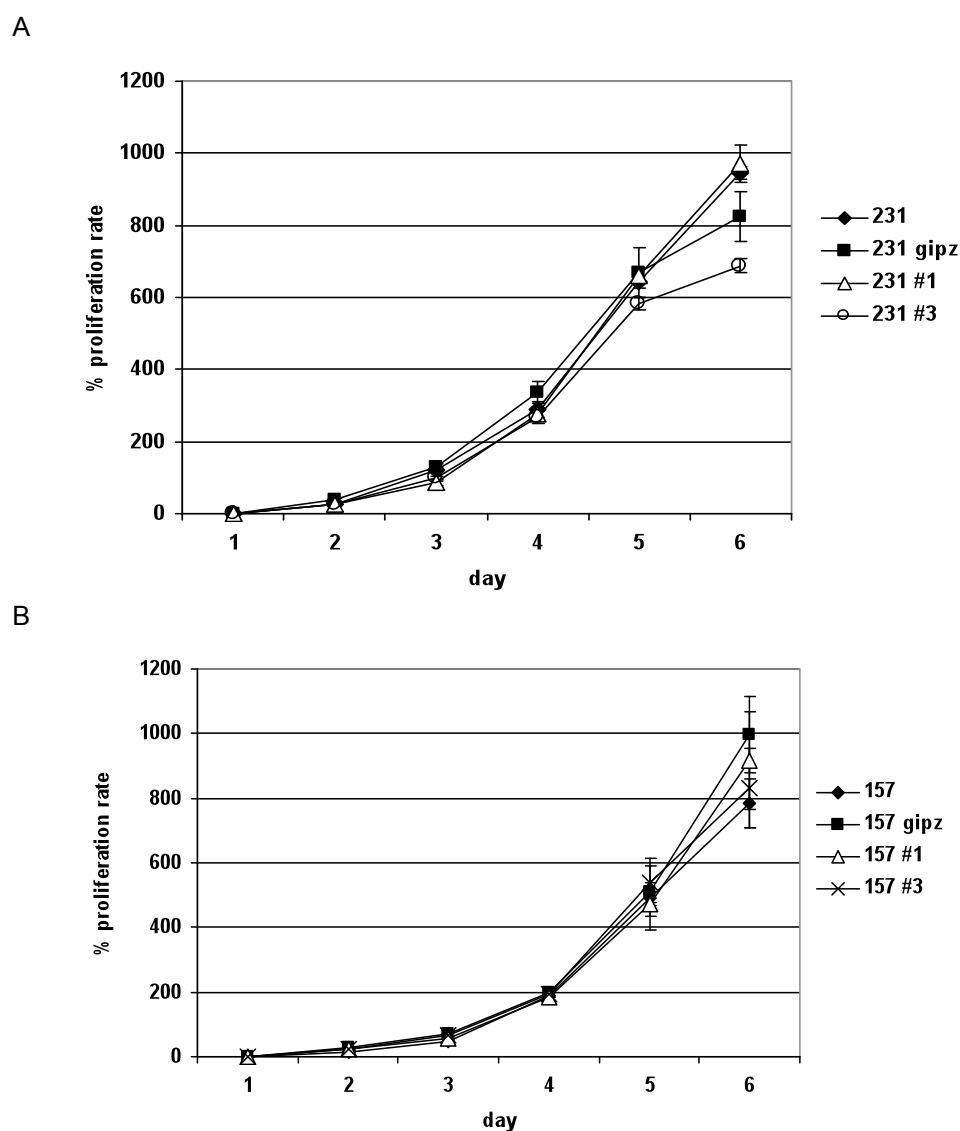 A
1200
1000
800
600
400
200
0
% proliferation rate
1 2 3 4 5 6
day
231
231 gipz
231 #1
231 #3
B
1200
1000
800
600
400
200
0
% proliferation rate
1 2 3 4 5 6
day
157
157 gipz
157 #1
157 #3